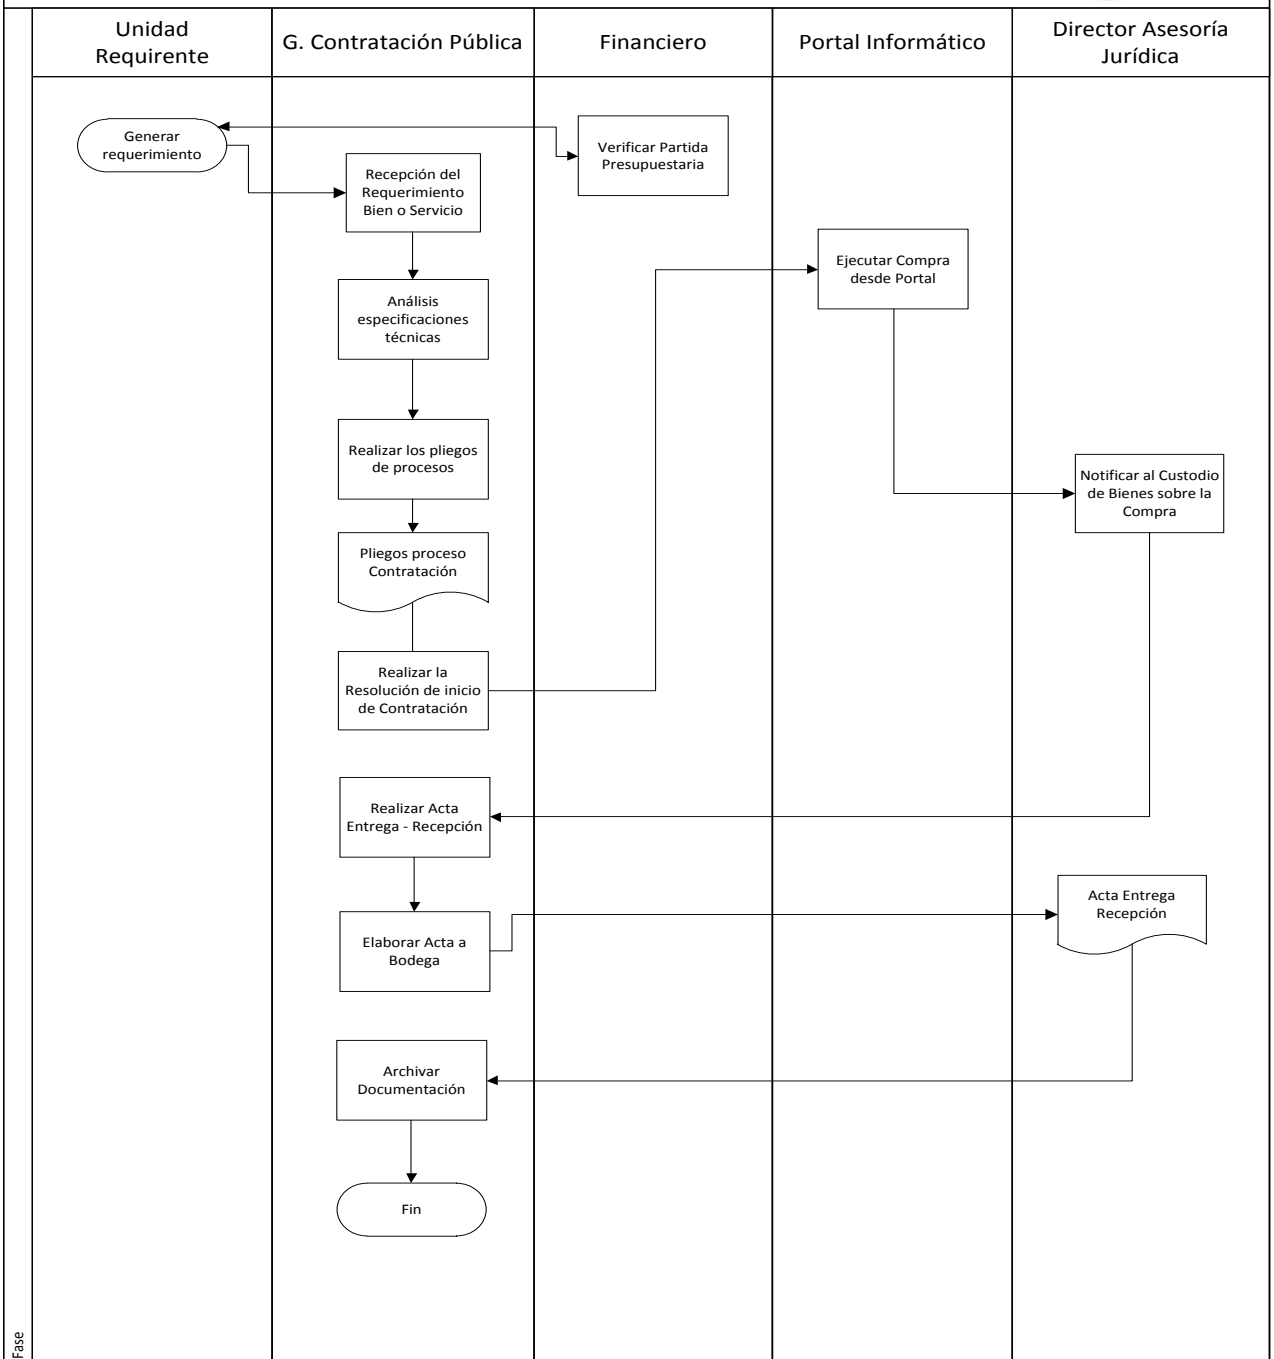 Unidad
Requirente
G. Contratación Pública
Financiero
Portal Informático
Director Asesoría
Jurídica
Generar
requerimiento
Verificar Partida
Presupuestaria
Recepción del
Requerimiento
Bien o Servicio
Ejecutar Compra
desde Portal
Análisis
especificaciones
técnicas
Realizar los pliegos
de procesos
Notificar al Custodio
de Bienes sobre la
Compra
Pliegos proceso
Contratación
Realizar la
Resolución de inicio
de Contratación
Realizar Acta
Entrega - Recepción
Acta Entrega
Recepción
Elaborar Acta a
Bodega
Archivar
Documentación
Fin
Fase